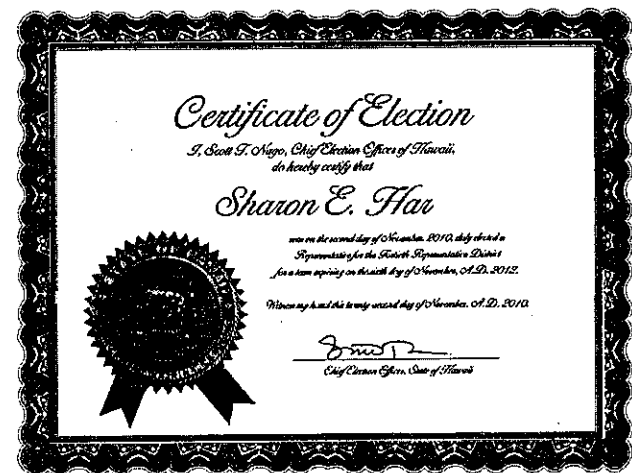 Certificate of Election
I, Scott T. Nago, Chief Election Officer of Hawaii,
do hereby certify that
Sharon E. Har
was on the second day of November, 2010, duly elected a
Representative for the Fortieth Representative District
for a term expiring on the sixth day of November, A.D. 2012.
Witness my hand this twenty second day of November, A.D. 2010.
Chief Election Officer, State of Hawaii